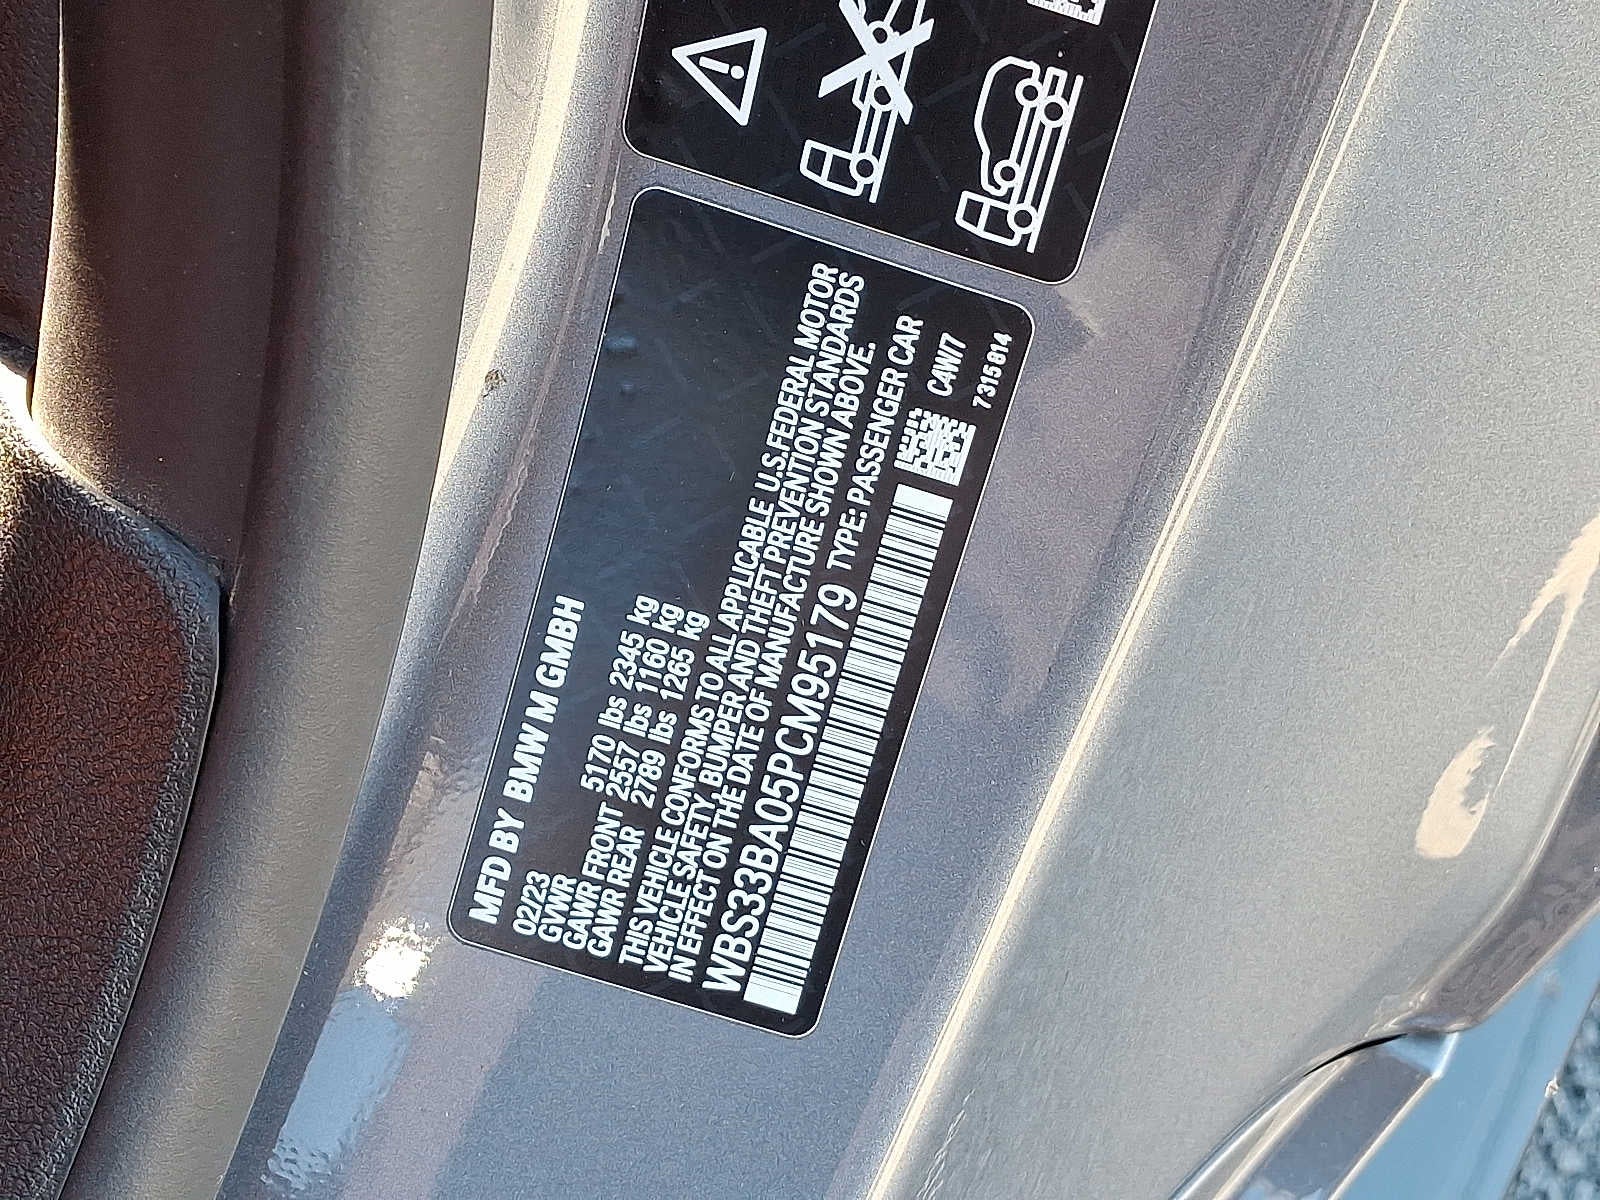 MFD BY BMW M GMBH
02/23
GVWR 5170 lbs 2345 kg
GAWR FRONT 2557 lbs 1160 kg
GAWR REAR 2789 lbs 1265 kg
THIS VEHICLE CONFORMS TO ALL APPLICABLE U.S. FEDERAL MOTOR
VEHICLE SAFETY, BUMPER AND THEFT PREVENTION STANDARDS
IN EFFECT ON THE DATE OF MANUFACTURE SHOWN ABOVE.
WBS33BA05PCM95179 TYPE: PASSENGER CAR
C4W/7
7315814